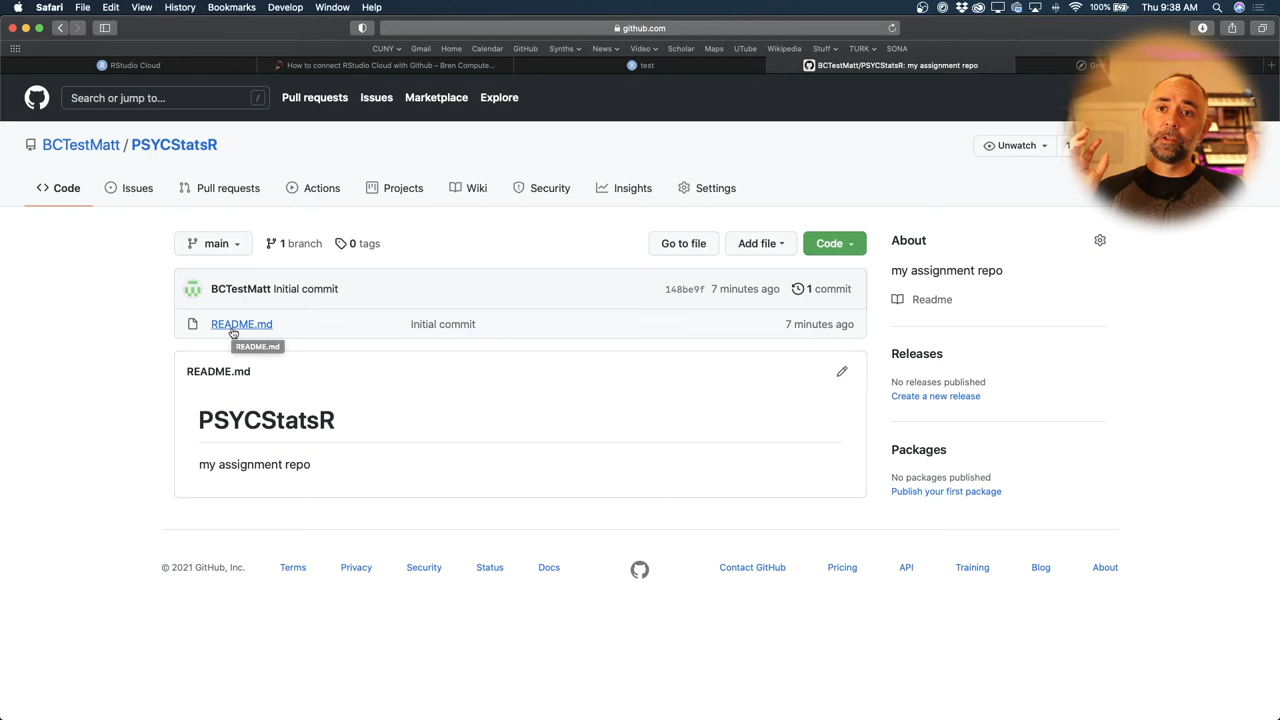 Safari File Edit View History Bookmarks Develop Window Help 100% Thu 9:38 AM
github.com
CUNY Gmail Home Calendar GitHub Synths News Video Scholar Maps UTube Wikipedia Stuff TURK SONA
RStudio Cloud How to connect RStudio Cloud with Github – Bren Compute... test BCTestMatt/PSYCStatsR: my assignment repo
Search or jump to... / Pull requests Issues Marketplace Explore
BCTestMatt / PSYCStatsR Unwatch 1
Code Issues Pull requests Actions Projects Wiki Security Insights Settings
main 1 branch 0 tags Go to file Add file Code
BCTestMatt Initial commit 148be9f 7 minutes ago 1 commit
README.md Initial commit 7 minutes ago
README.md
README.md
PSYCStatsR
my assignment repo
About
my assignment repo
Readme
Releases
No releases published
Create a new release
Packages
No packages published
Publish your first package
© 2021 GitHub, Inc. Terms Privacy Security Status Docs Contact GitHub Pricing API Training Blog About